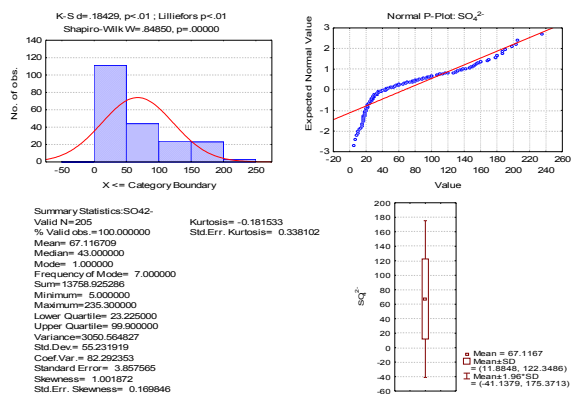 K-S d=.18429, p<.01 ; Lilliefors p<.01
Shapiro-Wilk W=.84850, p=.00000
140
120
100
80
60
40
20
0
No. of obs.
-50 0 50 100 150 200 250
X <= Category Boundary
Normal P-Plot: SO₄²⁻
3
2
1
0
-1
-2
-3
Expected Normal Value
-20 0 20 40 60 80 100 120 140 160 180 200 220 240 260
Value
Summary Statistics:SO42-
Valid N=205
% Valid obs.=100.000000
Mean= 67.116709
Median= 43.000000
Mode= 1.000000
Frequency of Mode= 7.000000
Sum=13758.925286
Minimum= 5.000000
Maximum=235.300000
Lower Quartile= 23.225000
Upper Quartile= 99.900000
Variance=3050.564827
Std.Dev.= 55.231919
Coef.Var.= 82.292353
Standard Error= 3.857565
Skewness= 1.001872
Std.Err. Skewness= 0.169846
Kurtosis= -0.181533
Std.Err. Kurtosis= 0.338102
200
180
160
140
120
100
80
60
40
20
0
-20
-40
-60
SO₄²⁻
Mean = 67.1167
Mean±SD
= (11.8848, 122.3486)
Mean±1.96*SD
= (-41.1379, 175.3713)